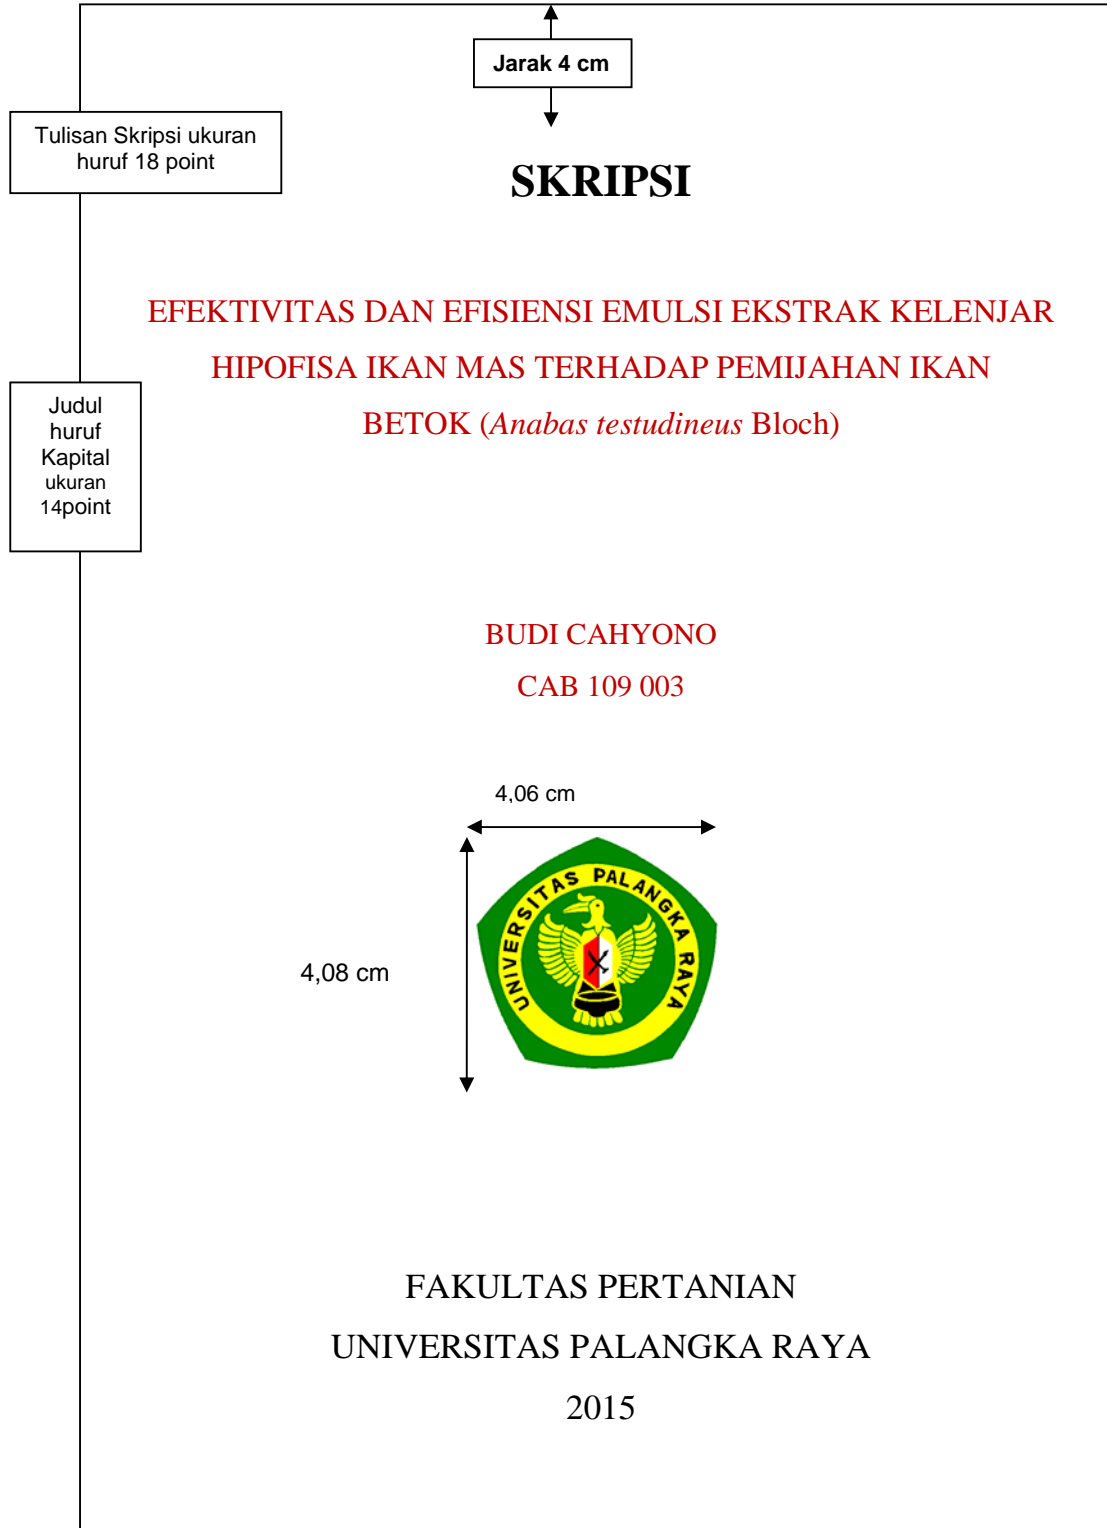 Jarak 4 cm
Tulisan Skripsi ukuran
huruf 18 point
SKRIPSI
EFEKTIVITAS DAN EFISIENSI EMULSI EKSTRAK KELENJAR
HIPOFISA IKAN MAS TERHADAP PEMIJAHAN IKAN
BETOK (Anabas testudineus Bloch)
Judul
huruf
Kapital
ukuran
14point
BUDI CAHYONO
CAB 109 003
4,06 cm
UNIVERSITAS PALANGKA RAYA
4,08 cm
FAKULTAS PERTANIAN
UNIVERSITAS PALANGKA RAYA
2015